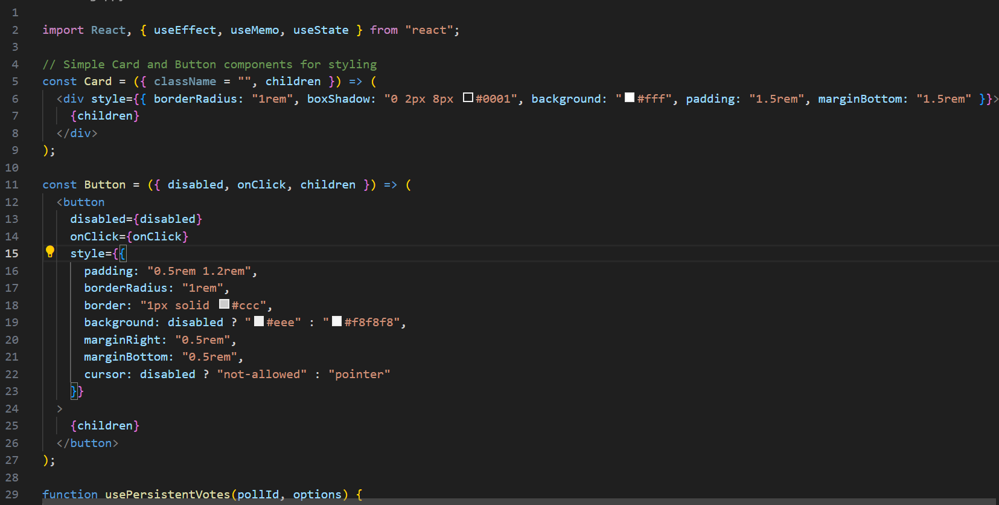 1
2 import React, { useEffect, useMemo, useState } from "react";
3
4 // Simple Card and Button components for styling
5 const Card = ({ className = "", children }) => (
6 <div style={{ borderRadius: "1rem", boxShadow: "0 2px 8px #0001", background: "#fff", padding: "1.5rem", marginBottom: "1.5rem" }}>
7 {children}
8 </div>
9 );
10
11 const Button = ({ disabled, onClick, children }) => (
12 <button
13 disabled={disabled}
14 onClick={onClick}
15 style={{
16 padding: "0.5rem 1.2rem",
17 borderRadius: "1rem",
18 border: "1px solid #ccc",
19 background: disabled ? "#eee" : "#f8f8f8",
20 marginRight: "0.5rem",
21 marginBottom: "0.5rem",
22 cursor: disabled ? "not-allowed" : "pointer"
23 }}
24 >
25 {children}
26 </button>
27 );
28
29 function usePersistentVotes(pollId, options) {